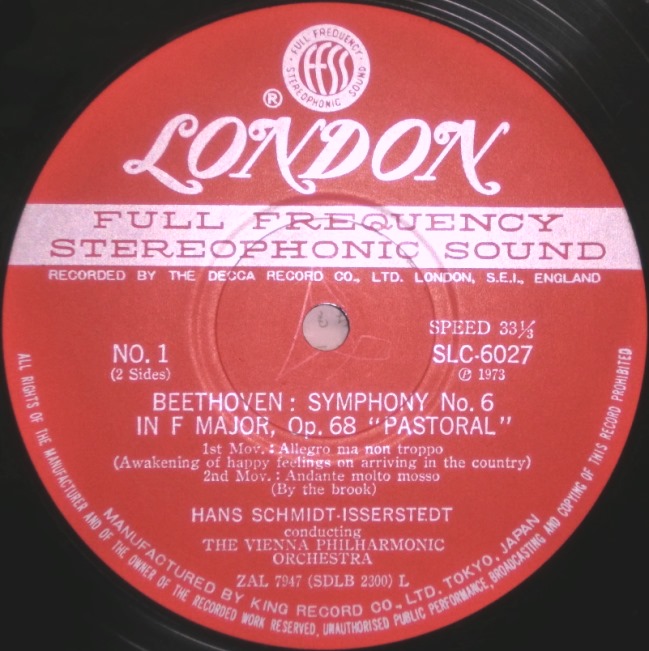 FULL FREQUENCY
ffss
STEREOPHONIC SOUND
®
LONDON
FULL FREQUENCY
STEREOPHONIC SOUND
RECORDED BY THE DECCA RECORD CO., LTD. LONDON, S.E.I., ENGLAND
SPEED 33⅓
NO. 1
SLC-6027
(2 Sides)
℗ 1973
BEETHOVEN : SYMPHONY No. 6
IN F MAJOR, Op. 68 "PASTORAL"
1st Mov. : Allegro ma non troppo
(Awakening of happy feelings on arriving in the country)
2nd Mov. : Andante molto mosso
(By the brook)
HANS SCHMIDT-ISSERSTEDT
conducting
THE VIENNA PHILHARMONIC
ORCHESTRA
ZAL 7947 (SDLB 2300) L
MANUFACTURED BY KING RECORD CO., LTD. TOKYO, JAPAN
ALL RIGHTS OF THE MANUFACTURER AND OF THE OWNER OF THE RECORDED WORK RESERVED, UNAUTHORISED PUBLIC PERFORMANCE, BROADCASTING AND COPYING OF THIS RECORD PROHIBITED